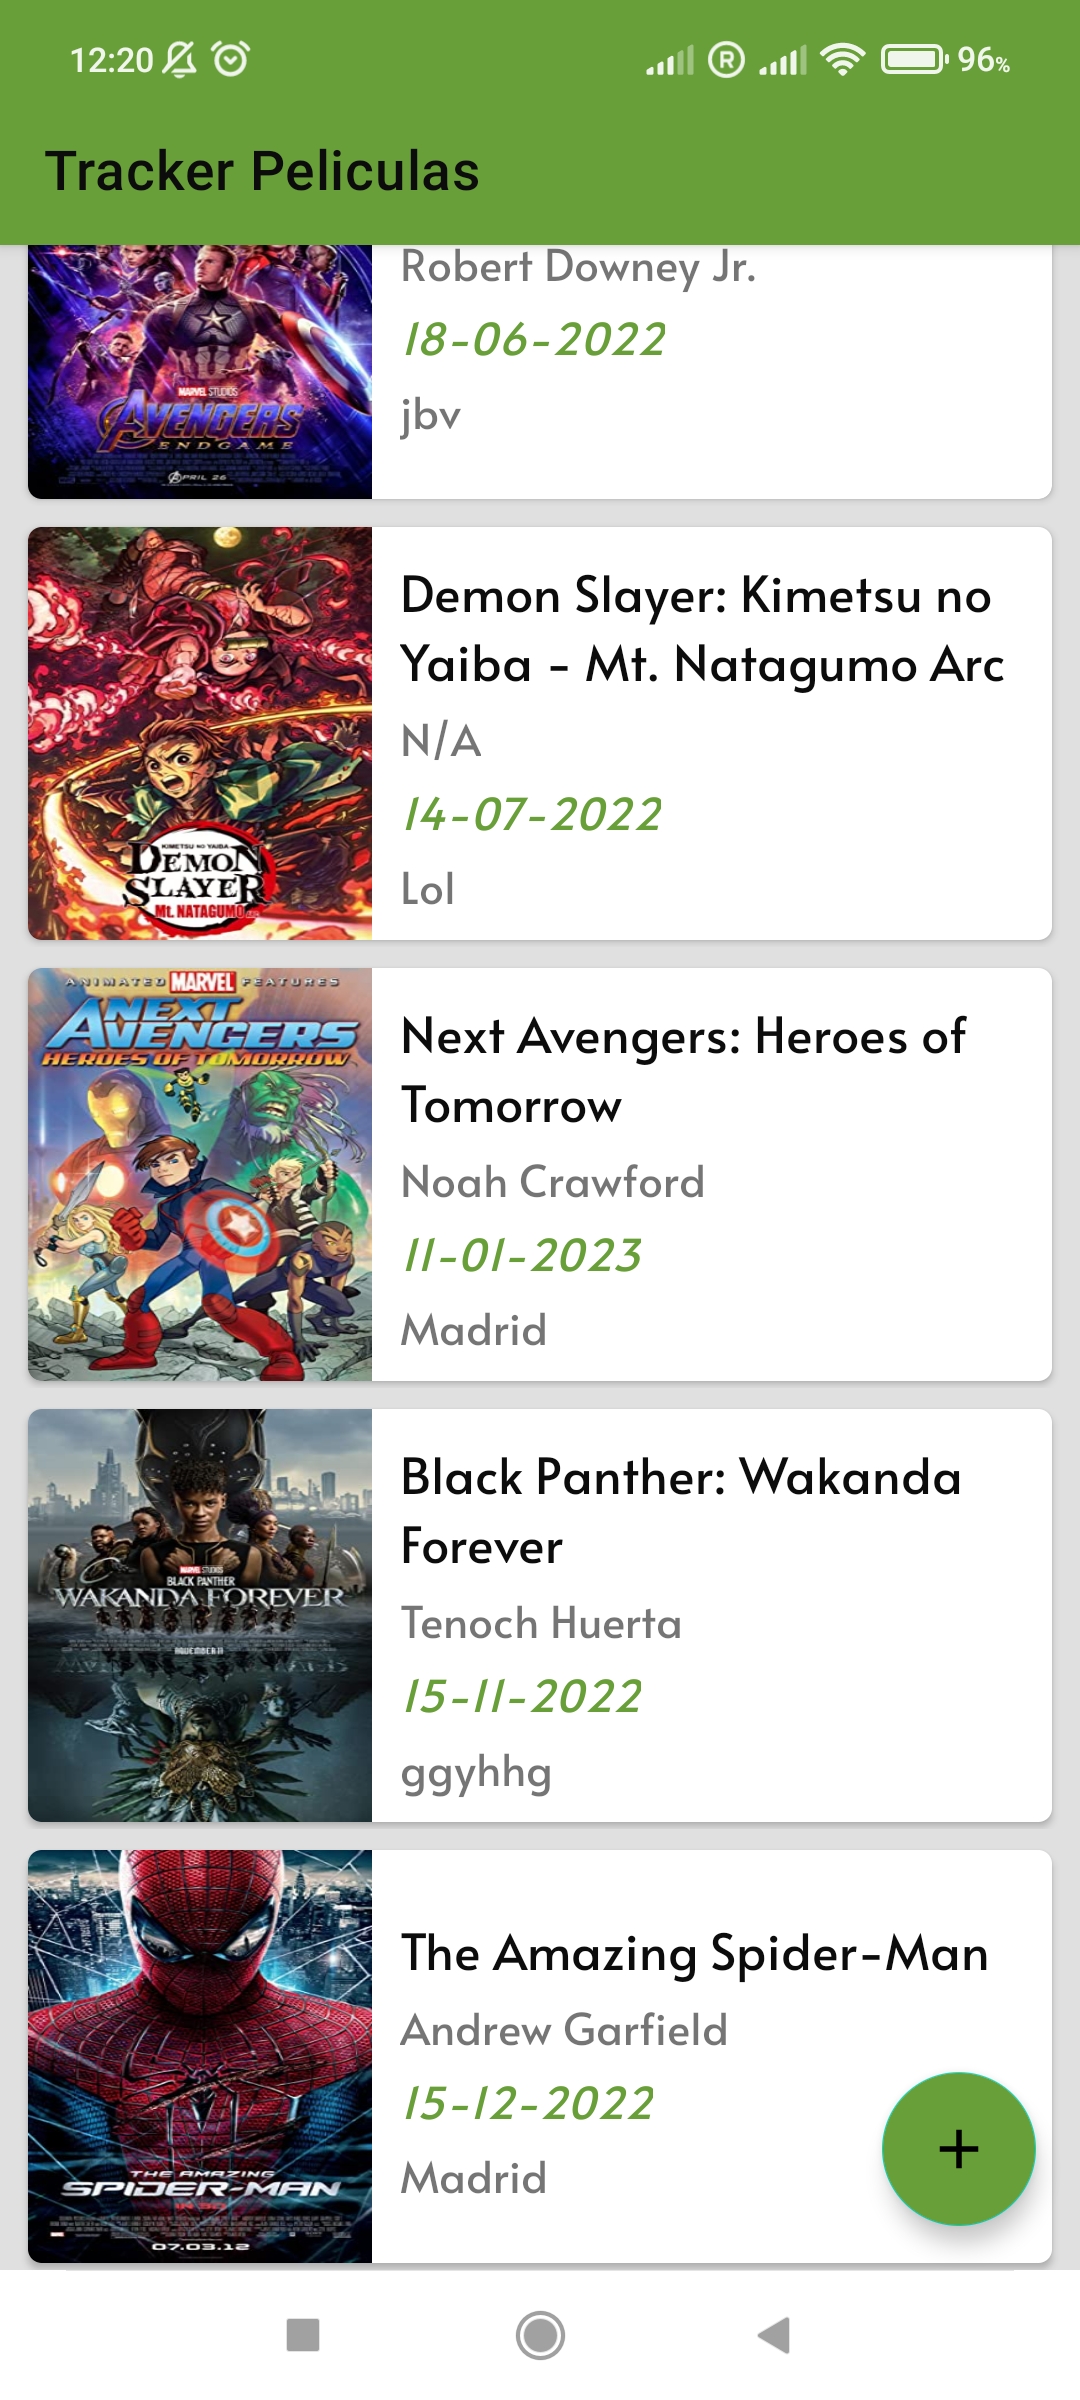 12:20
R
96%
Tracker Peliculas
Robert Downey Jr.
18-06-2022
jbv
MARVEL STUDIOS
AVENGERS
ENDGAME
APRIL 26
Demon Slayer: Kimetsu no
Yaiba - Mt. Natagumo Arc
N/A
14-07-2022
Lol
KIMETSU NO YAIBA
DEMON
SLAYER
Mt. NATAGUMO
ANIMATED MARVEL FEATURES
NEXT
AVENGERS
HEROES OF TOMORROW
Next Avengers: Heroes of
Tomorrow
Noah Crawford
11-01-2023
Madrid
Black Panther: Wakanda
Forever
Tenoch Huerta
15-11-2022
ggyhhg
MARVEL STUDIOS
BLACK PANTHER
WAKANDA FOREVER
NOVEMBER 11
The Amazing Spider-Man
Andrew Garfield
15-12-2022
Madrid
THE AMAZING
SPIDER-MAN
IN 3D
07.03.12